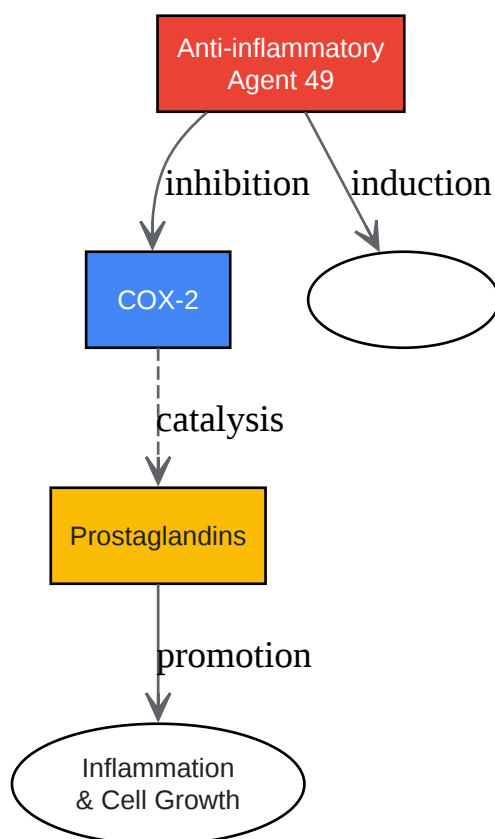 Anti-inflammatory
Agent 49
inhibition
induction
COX-2
catalysis
Prostaglandins
promotion
Inflammation
& Cell Growth